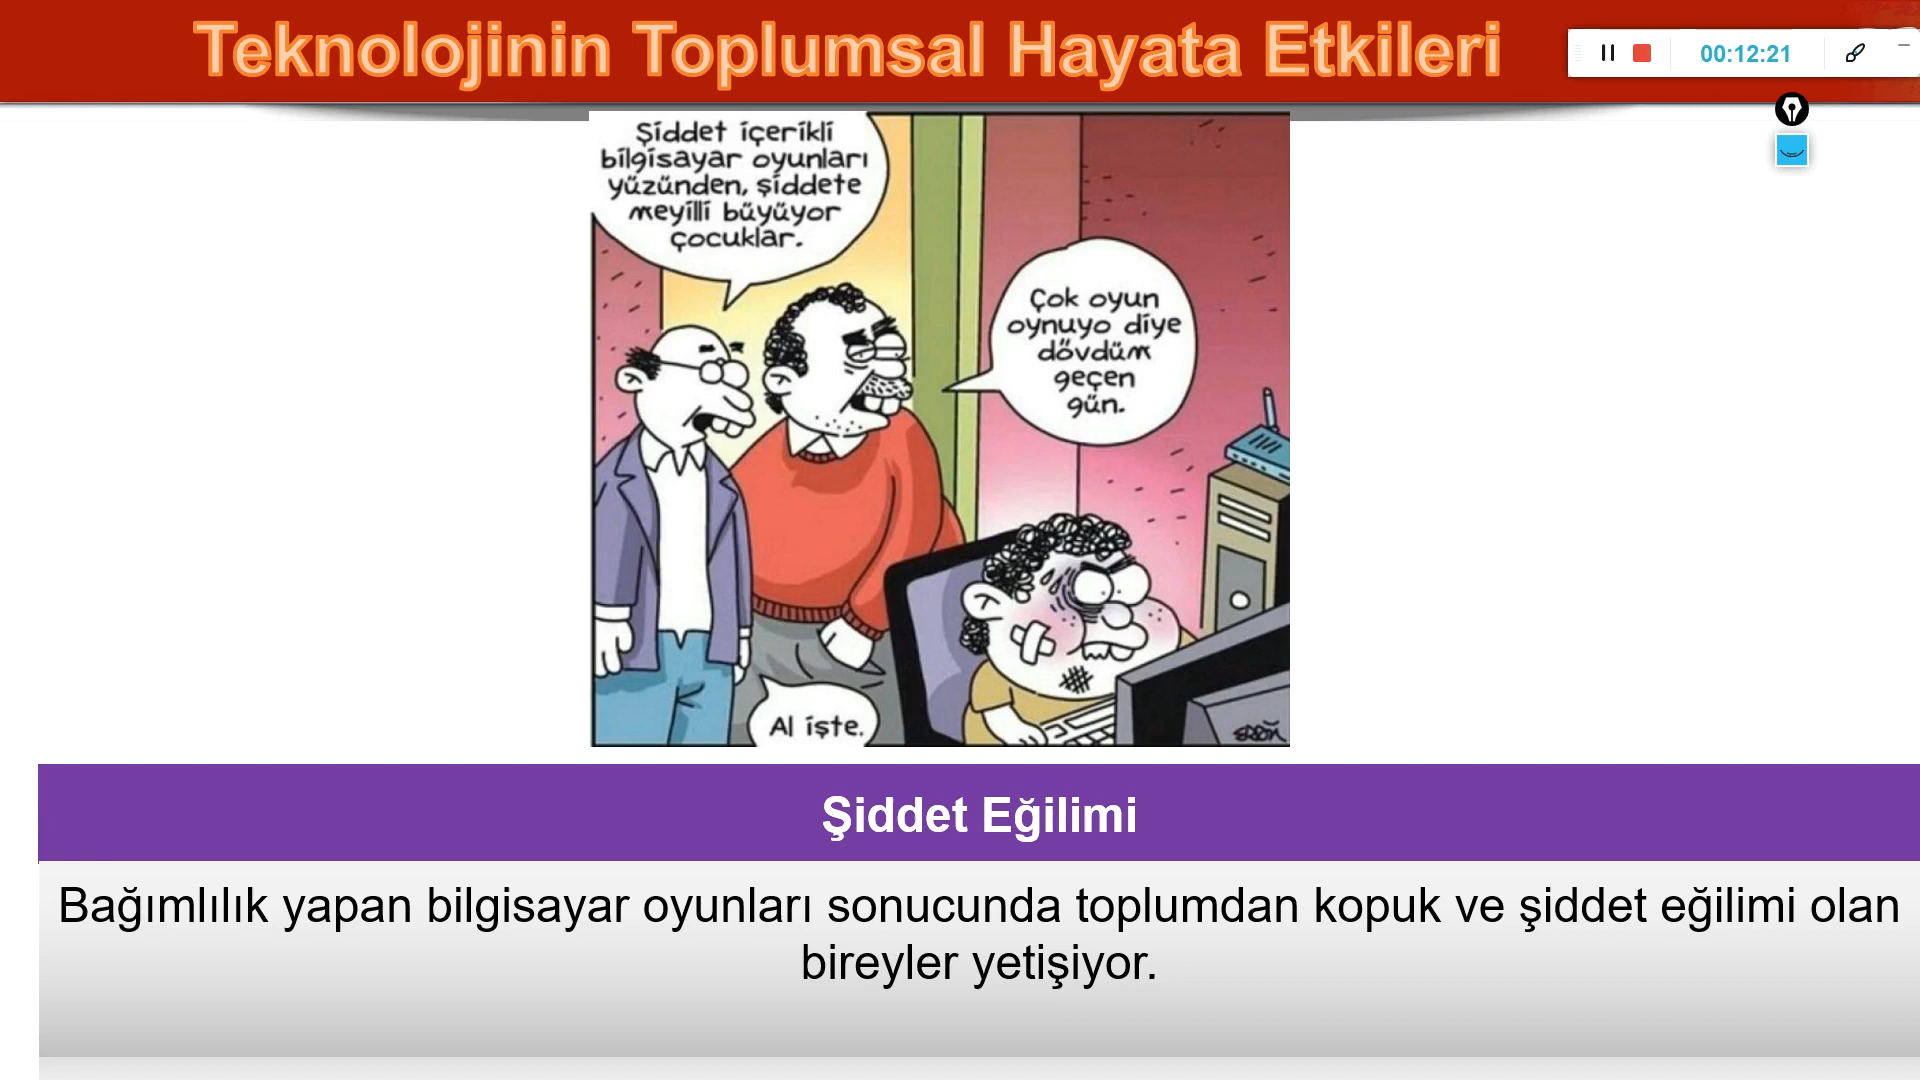 Teknolojinin Toplumsal Hayata Etkileri
00:12:21
Şiddet içerikli
bilgisayar oyunları
yüzünden, şiddete
meyilli büyüyor
çocuklar.
Çok oyun
oynuyo diye
dövdüm
geçen
gün.
Al işte.
ERSOY
Şiddet Eğilimi
Bağımlılık yapan bilgisayar oyunları sonucunda toplumdan kopuk ve şiddet eğilimi olan
bireyler yetişiyor.